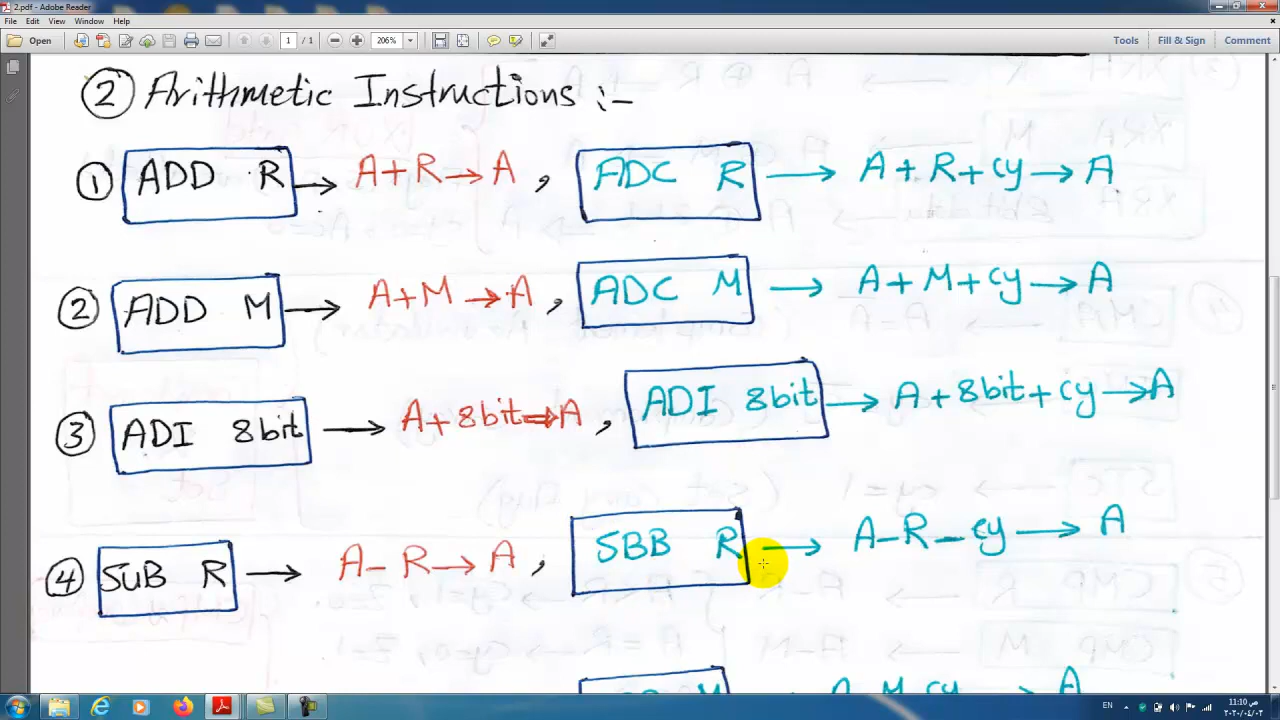 2.pdf - Adobe Reader
File Edit View Window Help
Open 1 / 1 206% Tools Fill & Sign Comment
② Arithmetic Instructions :-
① ADD R → A+R → A , ADC R → A + R + cy → A
② ADD M → A+M → A , ADC M → A + M + cy → A
③ ADI 8bit → A+ 8bit → A , ADI 8bit → A + 8bit + cy → A
④ SUB R → A - R → A , SBB R → A - R - cy → A
EN 11:10 ص